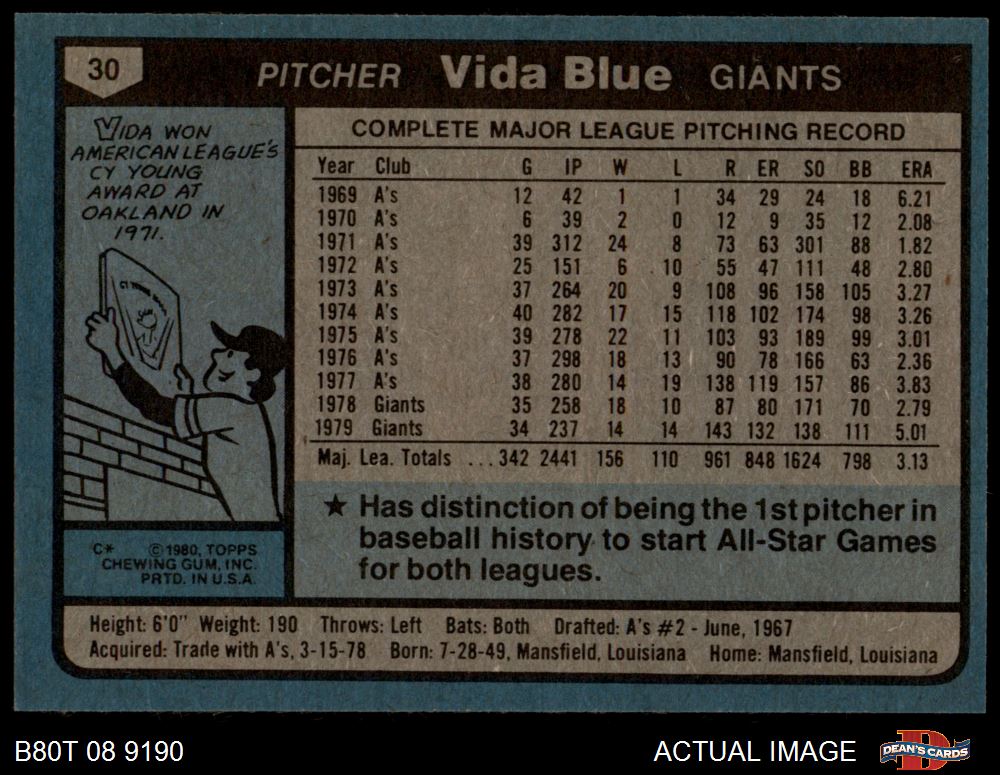 30 PITCHER Vida Blue GIANTS
VIDA WON
AMERICAN LEAGUE'S
CY YOUNG
AWARD AT
OAKLAND IN
1971.
COMPLETE MAJOR LEAGUE PITCHING RECORD
Year Club G IP W L R ER SO BB ERA
1969 A's 12 42 1 1 34 29 24 18 6.21
1970 A's 6 39 2 0 12 9 35 12 2.08
1971 A's 39 312 24 8 73 63 301 88 1.82
1972 A's 25 151 6 10 55 47 111 48 2.80
1973 A's 37 264 20 9 108 96 158 105 3.27
1974 A's 40 282 17 15 118 102 174 98 3.26
1975 A's 39 278 22 11 103 93 189 99 3.01
1976 A's 37 298 18 13 90 78 166 63 2.36
1977 A's 38 280 14 19 138 119 157 86 3.83
1978 Giants 35 258 18 10 87 80 171 70 2.79
1979 Giants 34 237 14 14 143 132 138 111 5.01
Maj. Lea. Totals ...342 2441 156 110 961 848 1624 798 3.13
★ Has distinction of being the 1st pitcher in
baseball history to start All-Star Games
for both leagues.
C* ©1980, TOPPS
CHEWING GUM, INC.
PRTD. IN U.S.A.
Height: 6'0" Weight: 190 Throws: Left Bats: Both Drafted: A's #2 - June, 1967
Acquired: Trade with A's, 3-15-78 Born: 7-28-49, Mansfield, Louisiana Home: Mansfield, Louisiana
B80T 08 9190 ACTUAL IMAGE DEAN'S CARDS